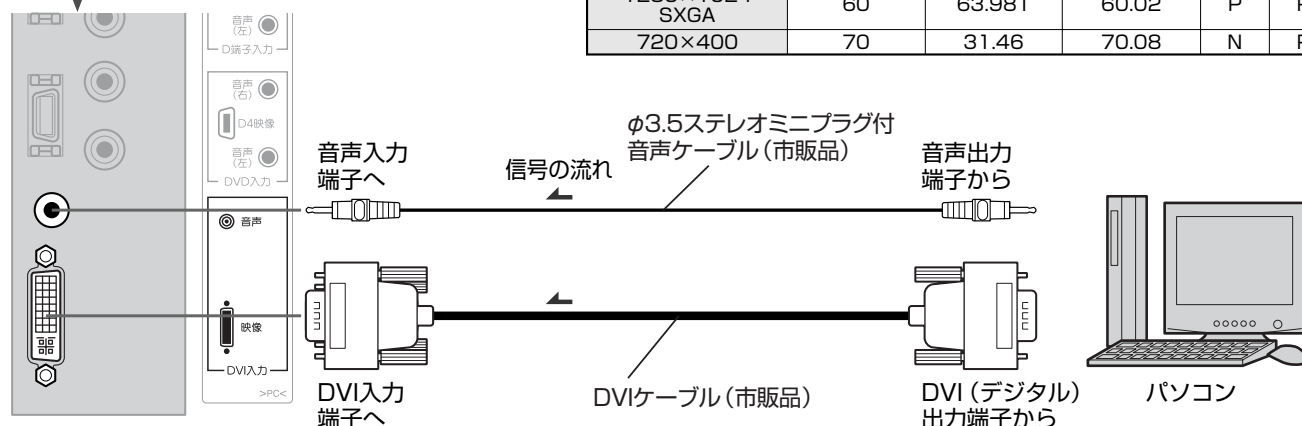 SXGA 60 63.981 60.02 P
720×400 70 31.46 70.08 N
音声
(左)
D端子入力
音声
(右)
D4映像
音声
(左)
DVD入力
音声
映像
DVI入力
>PC<
音声入力
端子へ
信号の流れ
φ3.5ステレオミニプラグ付
音声ケーブル(市販品)
音声出力
端子から
DVI入力
端子へ
DVIケーブル(市販品)
DVI(デジタル)
出力端子から
パソコン